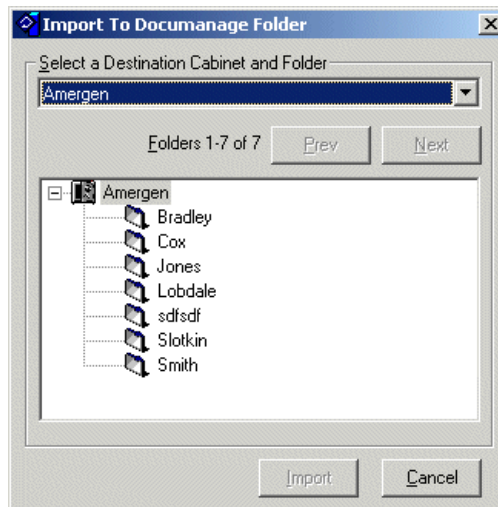 Import To Documanage Folder
Select a Destination Cabinet and Folder
Amergen
Folders 1-7 of 7 Prev Next
Amergen
Bradley
Cox
Jones
Lobdale
sdfsdf
Slotkin
Smith
Import Cancel